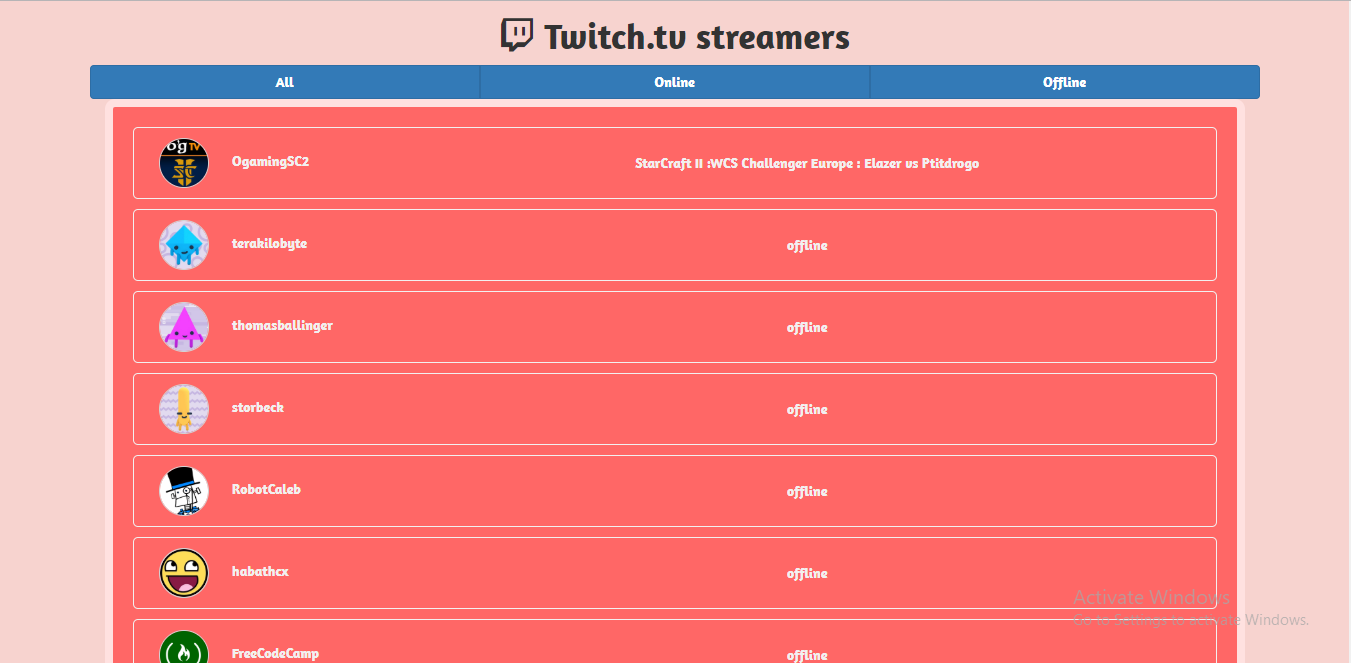 Twitch.tv streamers
All Online Offline
ogTV
OgamingSC2 StarCraft II :WCS Challenger Europe : Elazer vs Ptitdrogo
terakilobyte offline
thomasballinger offline
storbeck offline
RobotCaleb offline
habathcx offline
Activate Windows
Go to Settings to activate Windows.
FreeCodeCamp offline